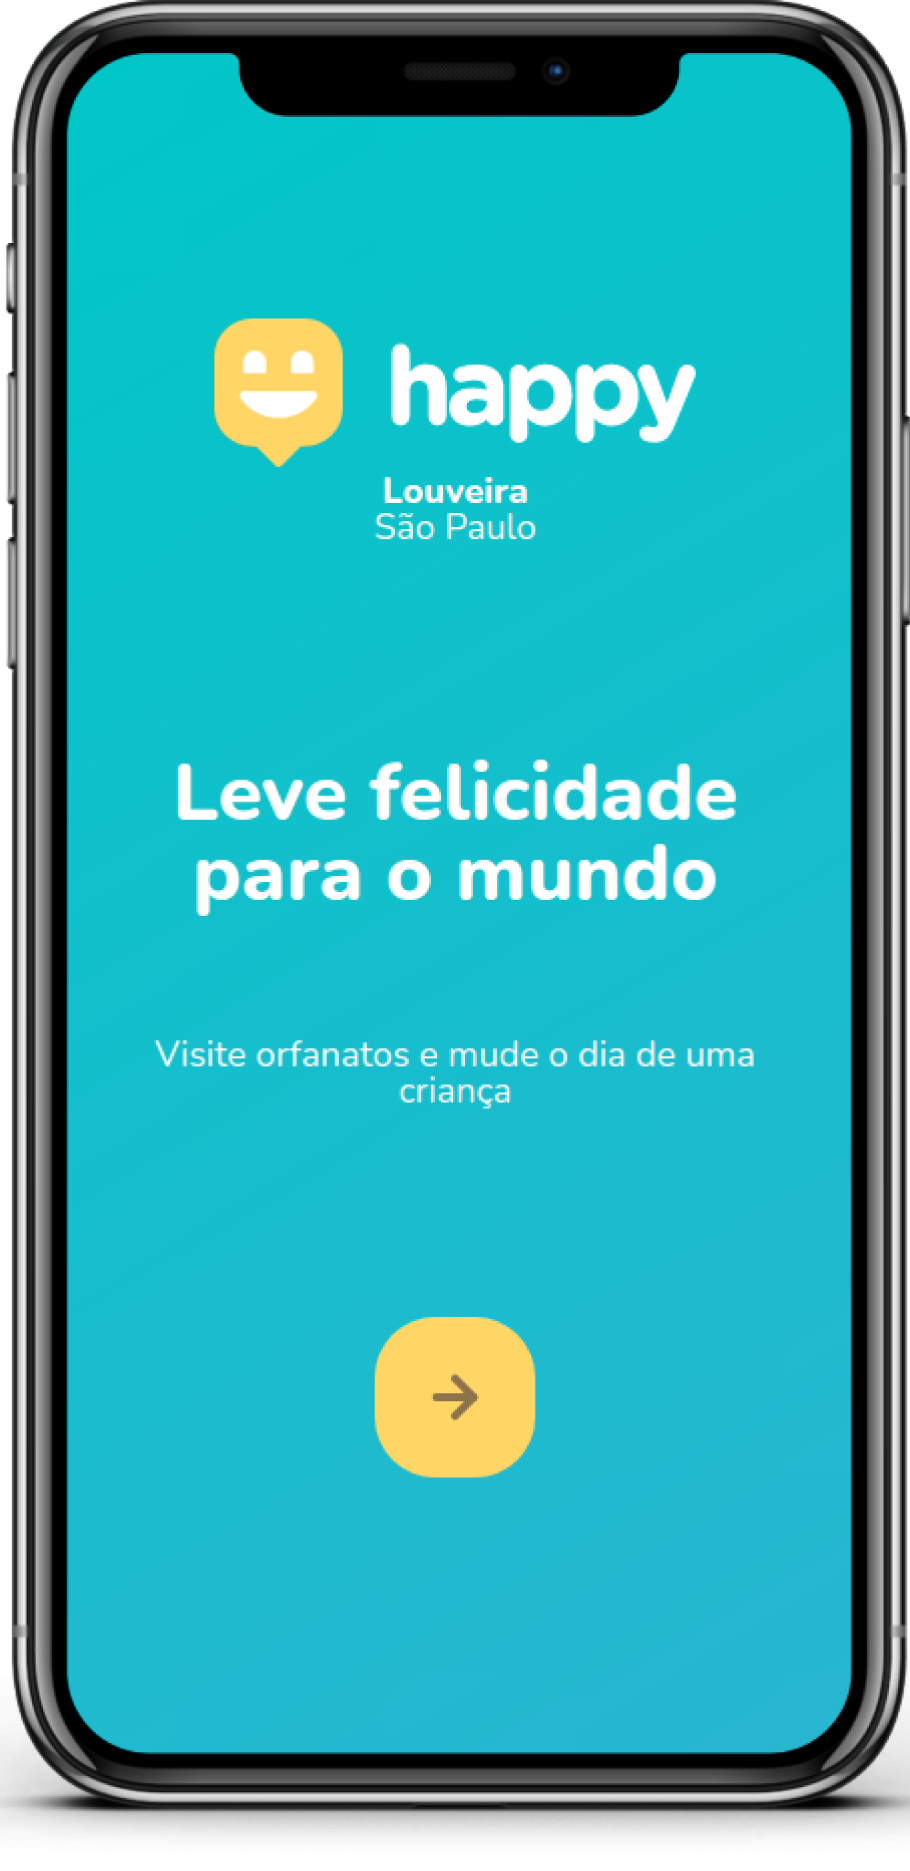 happy
Louveira
São Paulo
Leve felicidade
para o mundo
Visite orfanatos e mude o dia de uma
criança